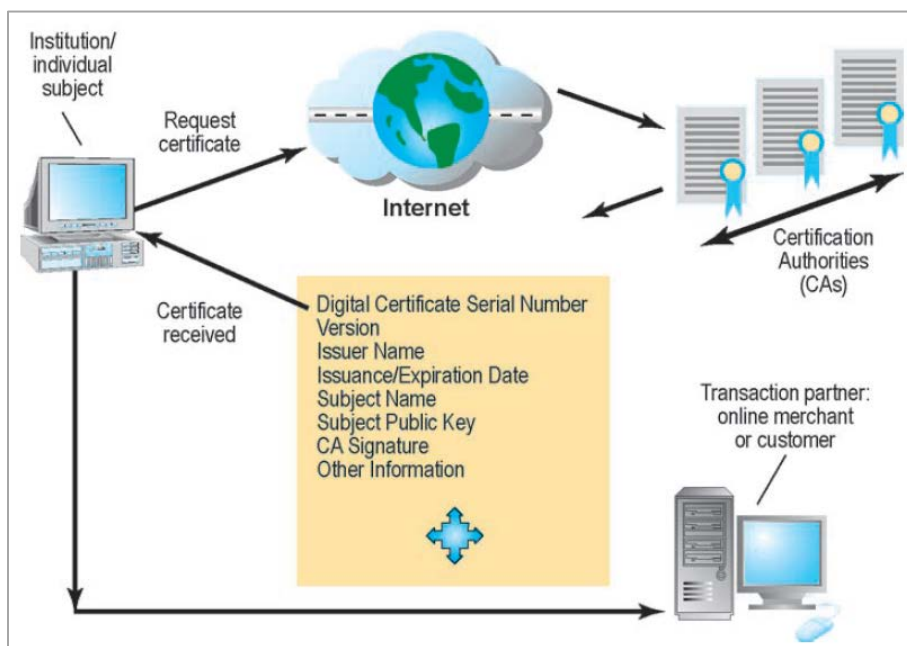 Institution/
individual
subject
Request
certificate
Internet
Certification
Authorities
(CAs)
Certificate
received
Digital Certificate Serial Number
Version
Issuer Name
Issuance/Expiration Date
Subject Name
Subject Public Key
CA Signature
Other Information
Transaction partner:
online merchant
or customer